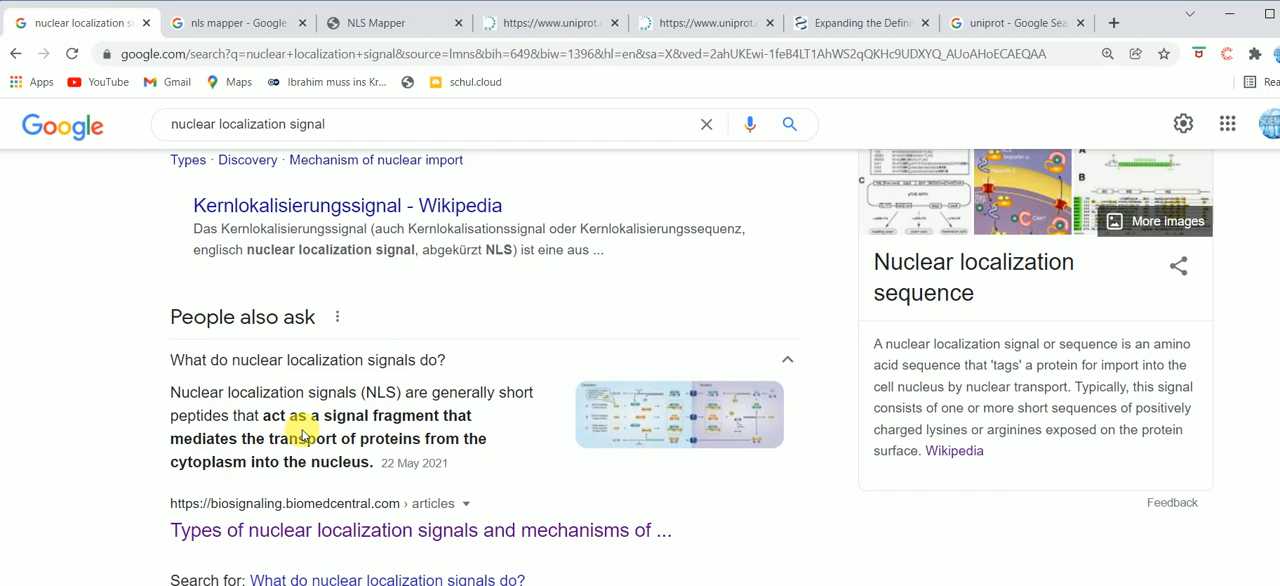 nuclear localization s
nls mapper - Google
NLS Mapper
https://www.uniprot.
https://www.uniprot.
Expanding the Defini
uniprot - Google Sea
google.com/search?q=nuclear+localization+signal&source=lmns&bih=649&biw=1396&hl=en&sa=X&ved=2ahUKEwi-1feB4LT1AhWS2qQKHc9UDXYQ_AUoAHoECAEQAA
Apps
YouTube
Gmail
Maps
Ibrahim muss ins Kr...
schul.cloud
Rea
Google
nuclear localization signal
Types · Discovery · Mechanism of nuclear import
Kernlokalisierungssignal - Wikipedia
Das Kernlokalisierungssignal (auch Kernlokalisationssignal oder Kernlokalisierungssequenz,
englisch nuclear localization signal, abgekürzt NLS) ist eine aus ...
People also ask
What do nuclear localization signals do?
Nuclear localization signals (NLS) are generally short
peptides that act as a signal fragment that
mediates the transport of proteins from the
cytoplasm into the nucleus. 22 May 2021
https://biosignaling.biomedcentral.com › articles
Types of nuclear localization signals and mechanisms of ...
Search for: What do nuclear localization signals do?
C
A
B
More images
Nuclear localization
sequence
A nuclear localization signal or sequence is an amino
acid sequence that 'tags' a protein for import into the
cell nucleus by nuclear transport. Typically, this signal
consists of one or more short sequences of positively
charged lysines or arginines exposed on the protein
surface. Wikipedia
Feedback